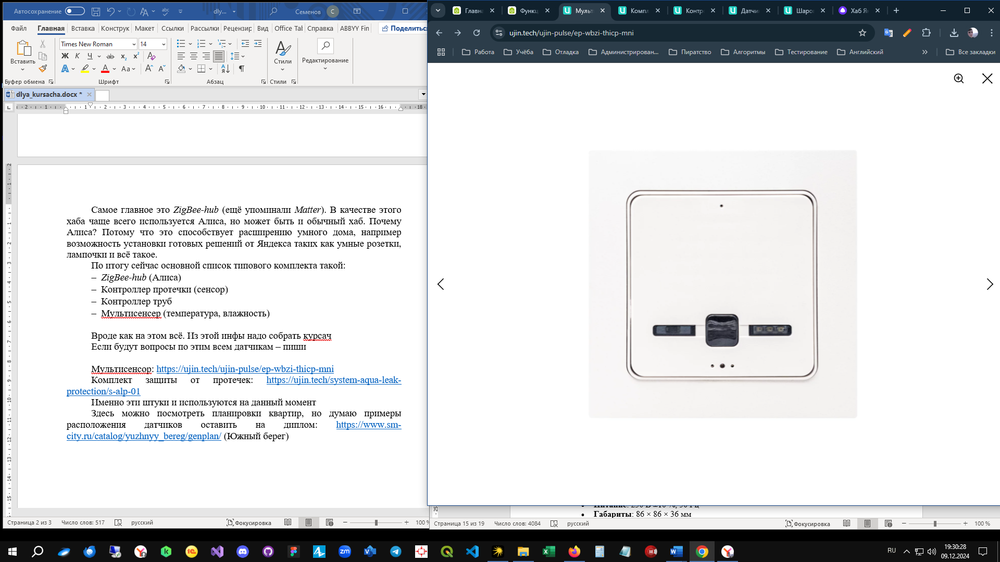 Автосохранение
dly...
Семенов
С
Файл
Главная
Вставка
Конструк
Макет
Ссылки
Рассылки
Рецензир
Вид
Office Tal
Справка
ABBYY Fin
Поделиться
Вставить
Times New Roman
14
Ж К Ч ab x₂ x²
Aa
Стили
Редактирование
Буфер обмена
Шрифт
Абзац
Стили
dlya_kursacha.docx *
Самое главное это ZigBee-hub (ещё упоминали Matter). В качестве этого
хаба чаще всего используется Алиса, но может быть и обычный хаб. Почему
Алиса? Потому что это способствует расширению умного дома, например
возможность установки готовых решений от Яндекса таких как умные розетки,
лампочки и всё такое.
По итогу сейчас основной список типового комплекта такой:
– ZigBee-hub (Алиса)
– Контроллер протечки (сенсор)
– Контроллер труб
– Мультисенсер (температура, влажность)
Вроде как на этом всё. Из этой инфы надо собрать курсач
Если будут вопросы по этим всем датчикам – пиши
Мультисенсор: https://ujin.tech/ujin-pulse/ep-wbzi-thicp-mni
Комплект защиты от протечек: https://ujin.tech/system-aqua-leak-
protection/s-alp-01
Именно эти штуки и используются на данный момент
Здесь можно посмотреть планировки квартир, но думаю примеры
расположения датчиков оставить на диплом: https://www.sm-
city.ru/catalog/yuzhnyy_bereg/genplan/ (Южный берег)
Страница 2 из 3
Число слов: 517
русский
Фокусировка
100 %
Главна
Функц
Мульт
Компл
Контро
Датчи
Шаро
Хаб Ян
ujin.tech/ujin-pulse/ep-wbzi-thicp-mni
Работа
Учёба
Отладка
Администрирован...
Пиратство
Алгоритмы
Тестирование
Английский
Все закладки
• Габариты: 86 × 86 × 36 мм
Страница 15 из 19
Число слов: 4084
русский
Фокусировка
100 %
RU
19:30:28
09.12.2024